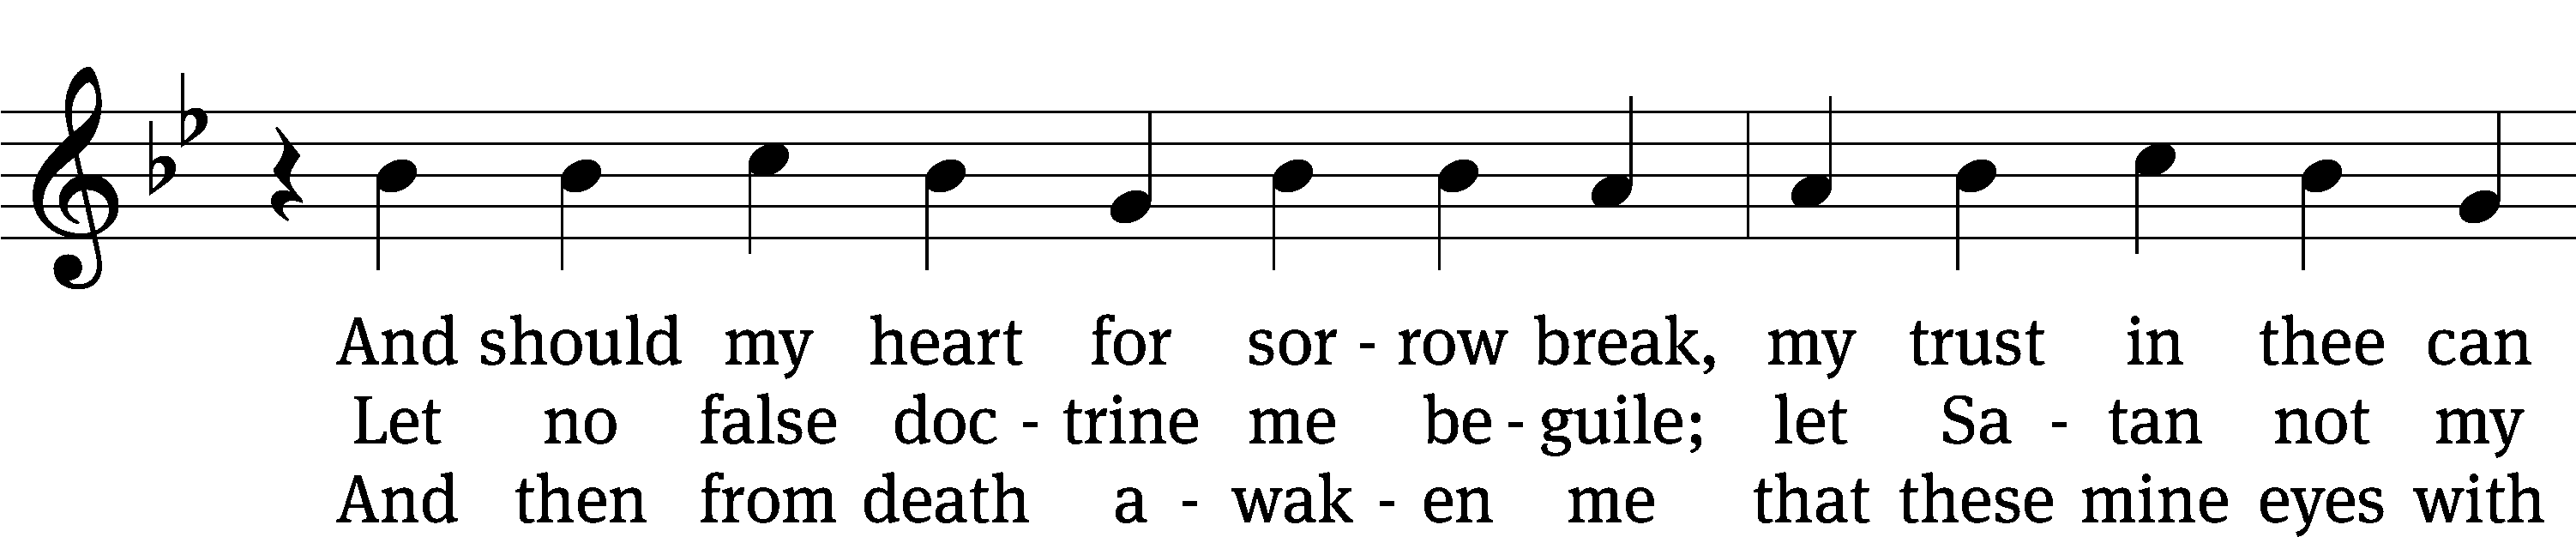 And should my heart for sor - row break, my trust in thee can
Let no false doc - trine me be - guile; let Sa - tan not my
And then from death a - wak - en me that these mine eyes with